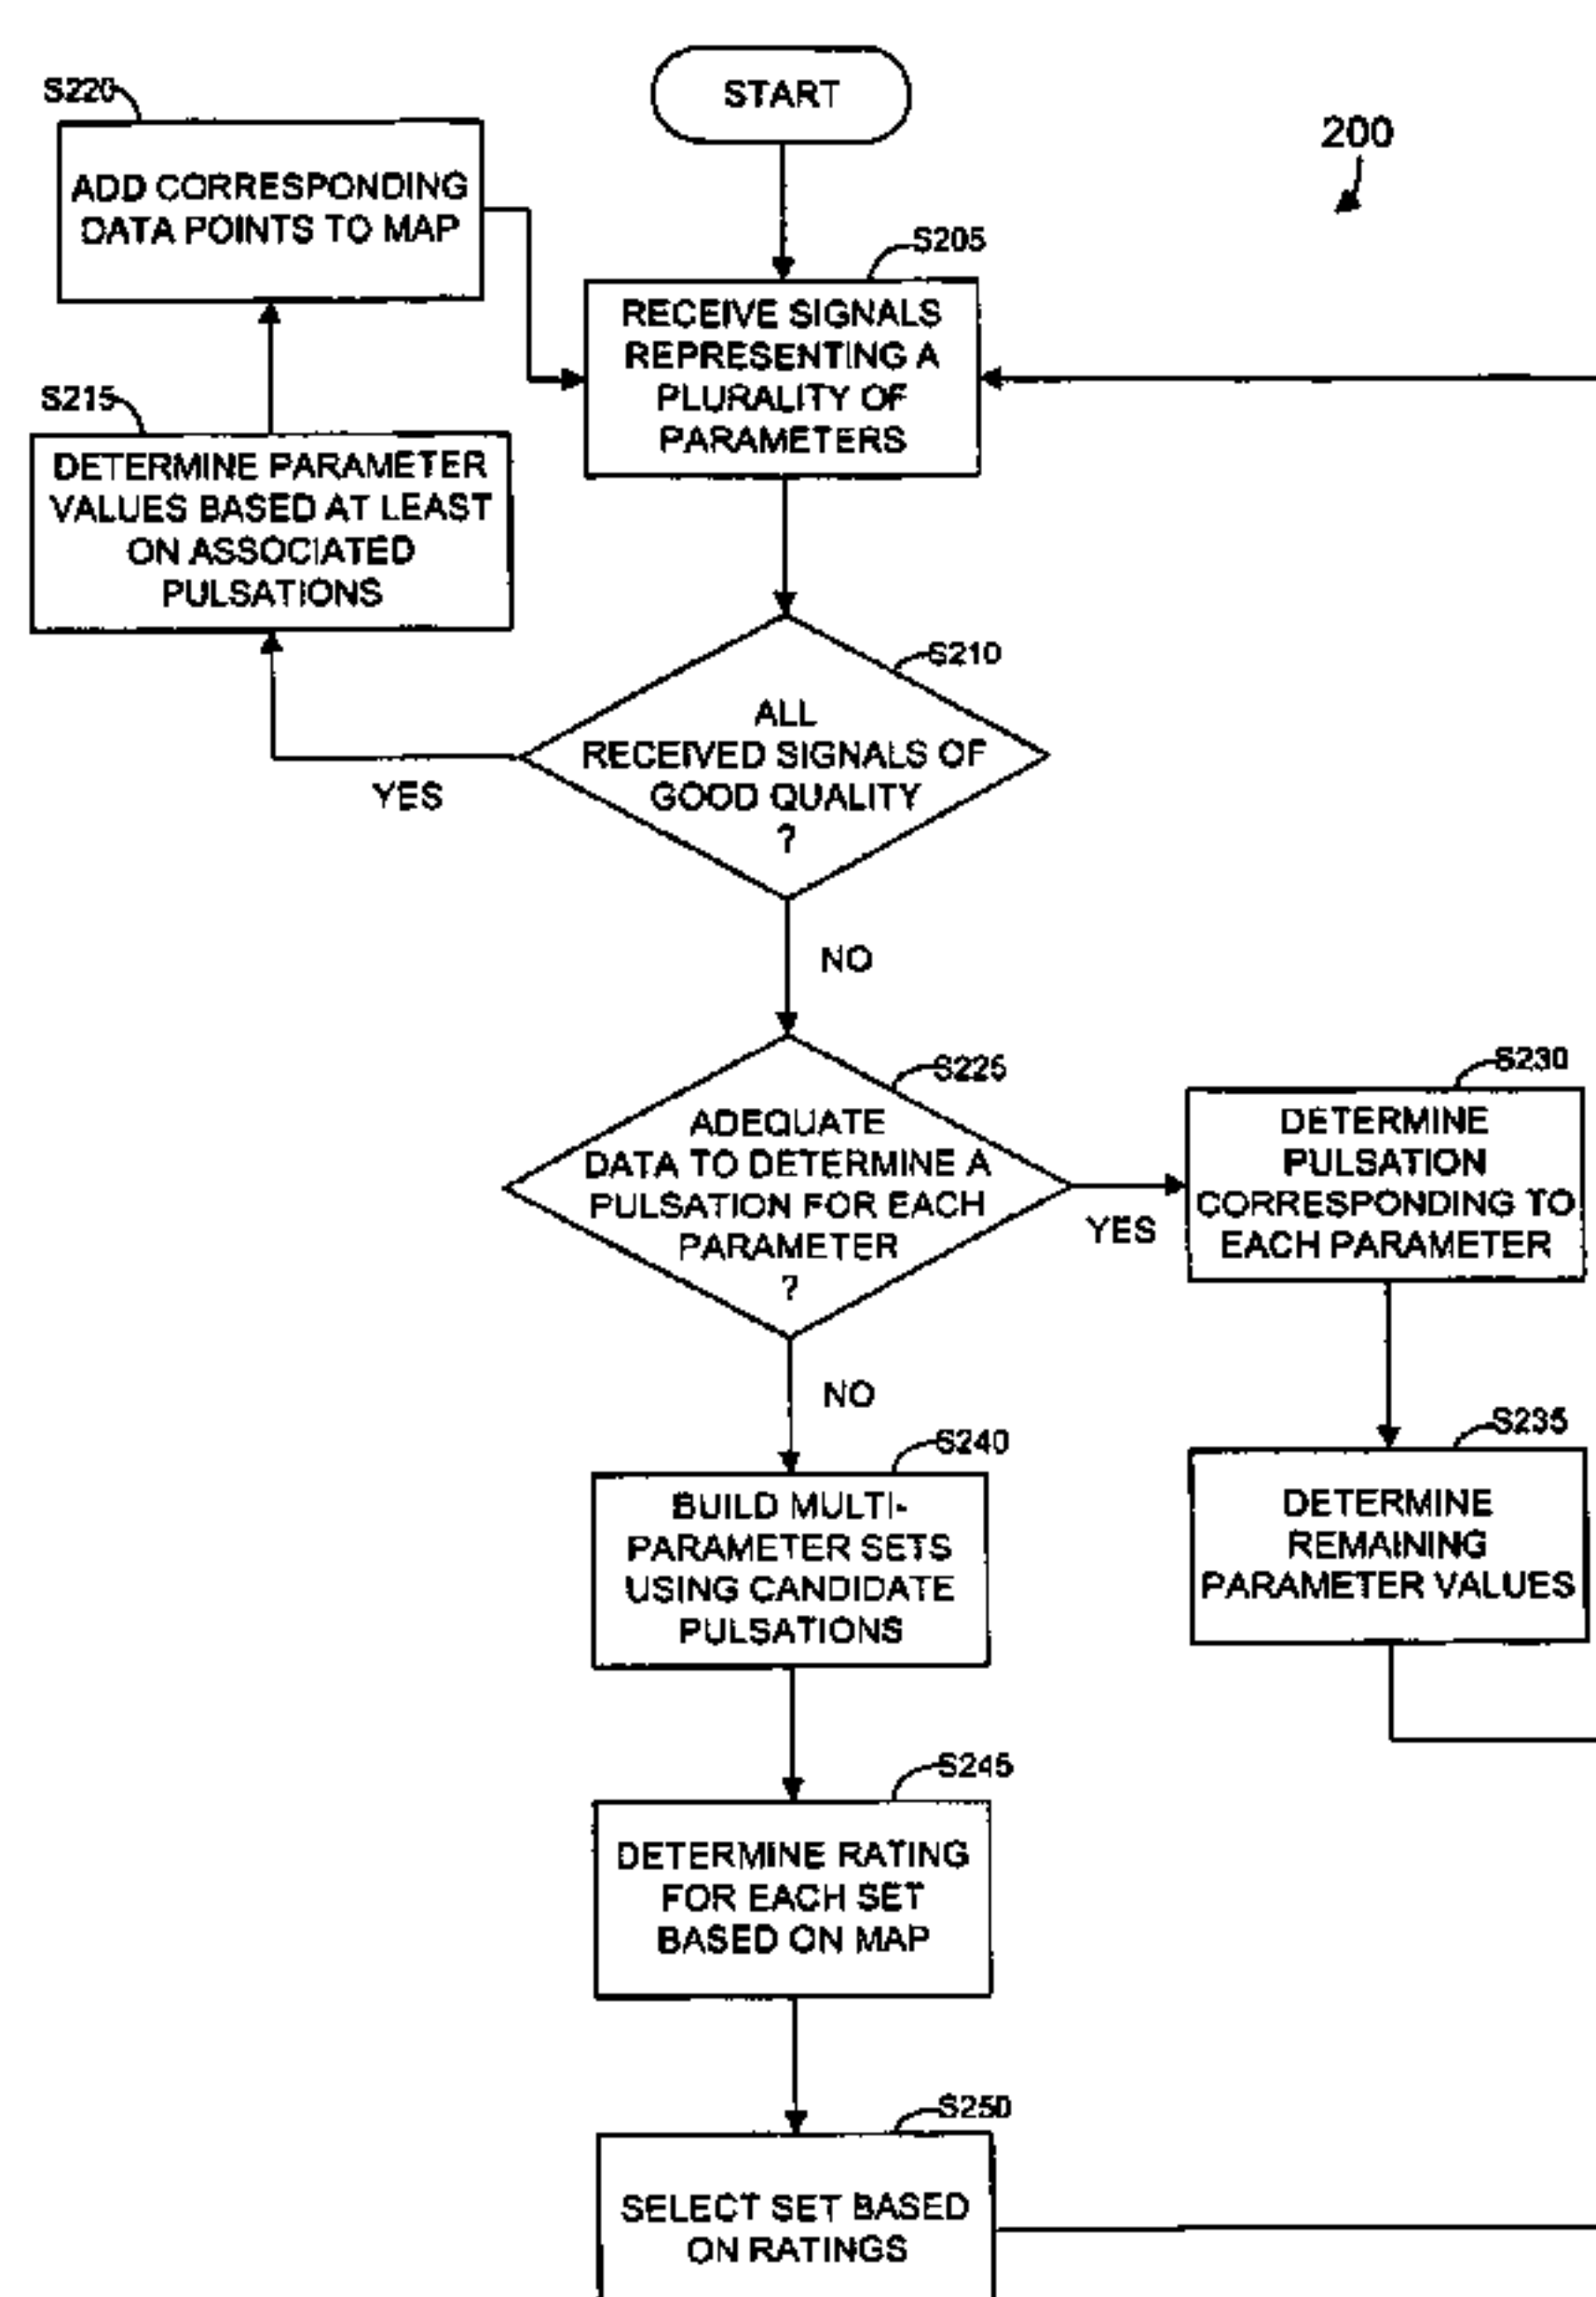 START
200
S220
ADD CORRESPONDING
DATA POINTS TO MAP
S205
RECEIVE SIGNALS
REPRESENTING A
PLURALITY OF
PARAMETERS
S215
DETERMINE PARAMETER
VALUES BASED AT LEAST
ON ASSOCIATED
PULSATIONS
S210
ALL
RECEIVED SIGNALS OF
GOOD QUALITY
?
YES
NO
S225
ADEQUATE
DATA TO DETERMINE A
PULSATION FOR EACH
PARAMETER
?
YES
S230
DETERMINE
PULSATION
CORRESPONDING TO
EACH PARAMETER
NO
S235
DETERMINE
REMAINING
PARAMETER VALUES
S240
BUILD MULTI-
PARAMETER SETS
USING CANDIDATE
PULSATIONS
S245
DETERMINE RATING
FOR EACH SET
BASED ON MAP
S250
SELECT SET BASED
ON RATINGS